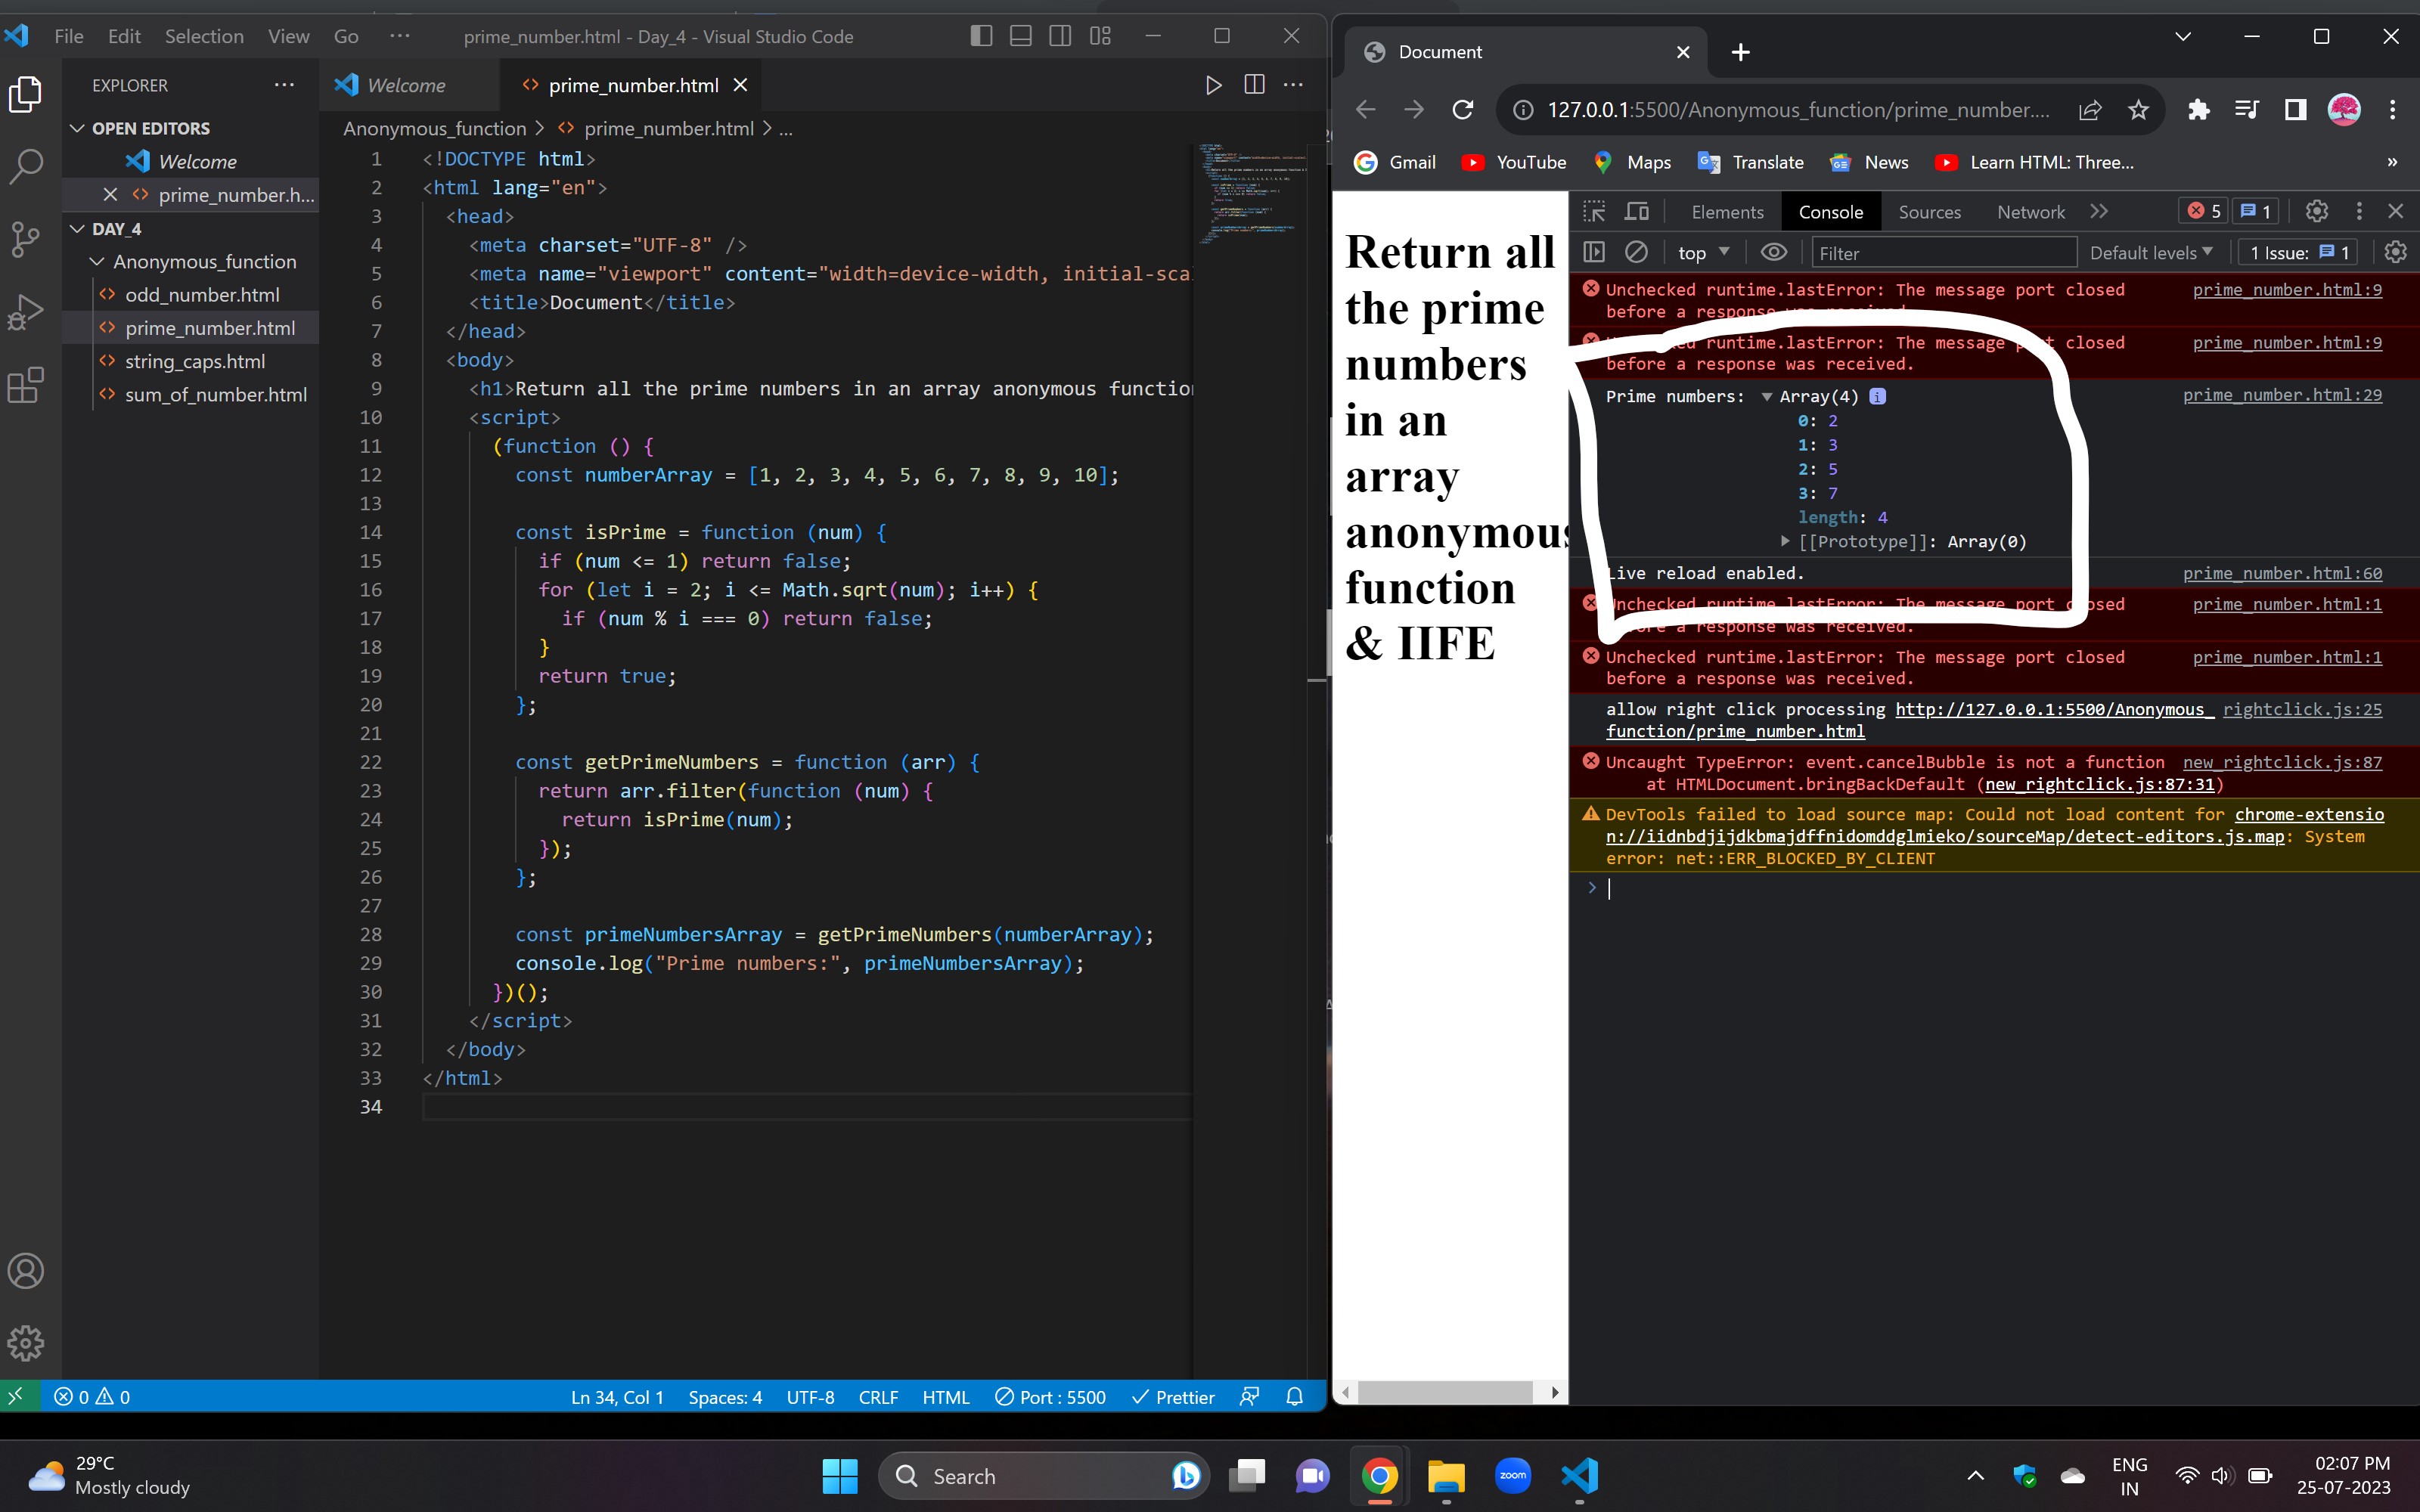 File Edit Selection View Go ··· prime_number.html - Day_4 - Visual Studio Code
EXPLORER ···
OPEN EDITORS
Welcome
prime_number.h...
DAY_4
Anonymous_function
odd_number.html
prime_number.html
string_caps.html
sum_of_number.html
Welcome prime_number.html
Anonymous_function > prime_number.html > ...
1 <!DOCTYPE html>
2 <html lang="en">
3 <head>
4 <meta charset="UTF-8" />
5 <meta name="viewport" content="width=device-width, initial-sca
6 <title>Document</title>
7 </head>
8 <body>
9 <h1>Return all the prime numbers in an array anonymous function
10 <script>
11 (function () {
12 const numberArray = [1, 2, 3, 4, 5, 6, 7, 8, 9, 10];
13
14 const isPrime = function (num) {
15 if (num <= 1) return false;
16 for (let i = 2; i <= Math.sqrt(num); i++) {
17 if (num % i === 0) return false;
18 }
19 return true;
20 };
21
22 const getPrimeNumbers = function (arr) {
23 return arr.filter(function (num) {
24 return isPrime(num);
25 });
26 };
27
28 const primeNumbersArray = getPrimeNumbers(numberArray);
29 console.log("Prime numbers:", primeNumbersArray);
30 })();
31 </script>
32 </body>
33 </html>
34
0 0 Ln 34, Col 1 Spaces: 4 UTF-8 CRLF HTML Port : 5500 Prettier
Document
127.0.0.1:5500/Anonymous_function/prime_number....
Gmail YouTube Maps Translate News Learn HTML: Three... »
Return all
the prime
numbers
in an
array
anonymous
function
& IIFE
Elements Console Sources Network 5 1
top Filter Default levels 1 Issue: 1
Unchecked runtime.lastError: The message port closed prime_number.html:9
before a response was received.
runtime.lastError: The message port closed prime_number.html:9
before a response was received.
Prime numbers: Array(4) i prime_number.html:29
0: 2
1: 3
2: 5
3: 7
length: 4
[[Prototype]]: Array(0)
Live reload enabled. prime_number.html:60
Unchecked runtime.lastError: The message port closed prime_number.html:1
before a response was received.
Unchecked runtime.lastError: The message port closed prime_number.html:1
before a response was received.
allow right click processing http://127.0.0.1:5500/Anonymous_ rightclick.js:25
function/prime_number.html
Uncaught TypeError: event.cancelBubble is not a function new_rightclick.js:87
at HTMLDocument.bringBackDefault (new_rightclick.js:87:31)
DevTools failed to load source map: Could not load content for chrome-extensio
n://iidnbdjijdkbmajdffnidomddglmieko/sourceMap/detect-editors.js.map: System
error: net::ERR_BLOCKED_BY_CLIENT
29°C
Mostly cloudy
Search
zoom
ENG
IN
02:07 PM
25-07-2023